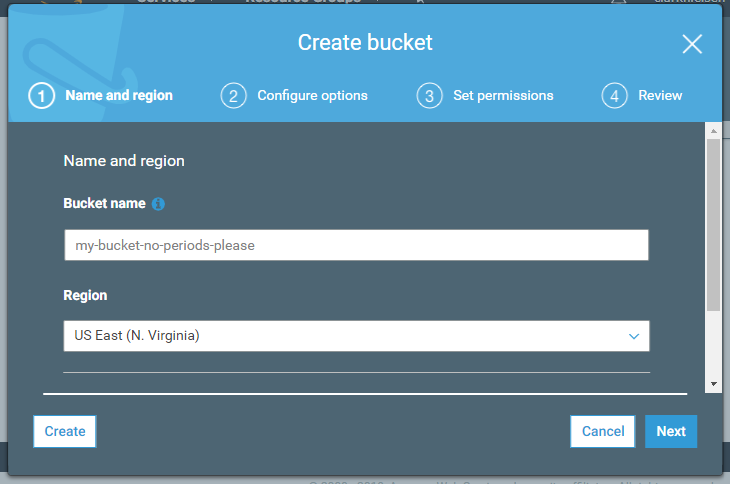 Create bucket
1 Name and region 2 Configure options 3 Set permissions 4 Review
Name and region
Bucket name
my-bucket-no-periods-please
Region
US East (N. Virginia)
Create Cancel Next